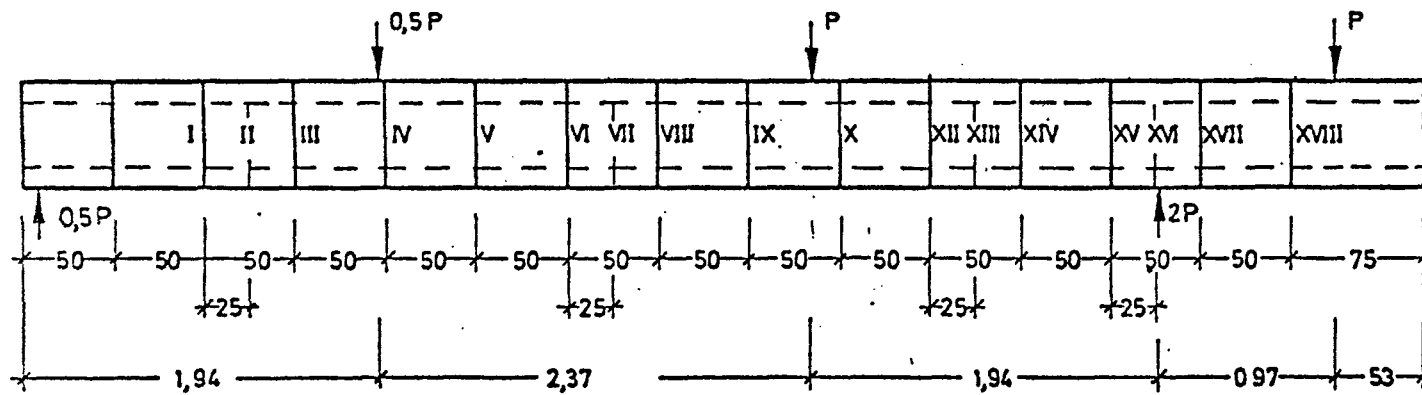 0,5 P P P
I II III IV V VI VII VIII IX X XII XIII XIV XV XVI XVII XVIII
0,5P 2P
50 50 50 50 50 50 50 50 50 50 50 50 50 50 75
25 25 25 25
1,94 2,37 1,94 0,97 53